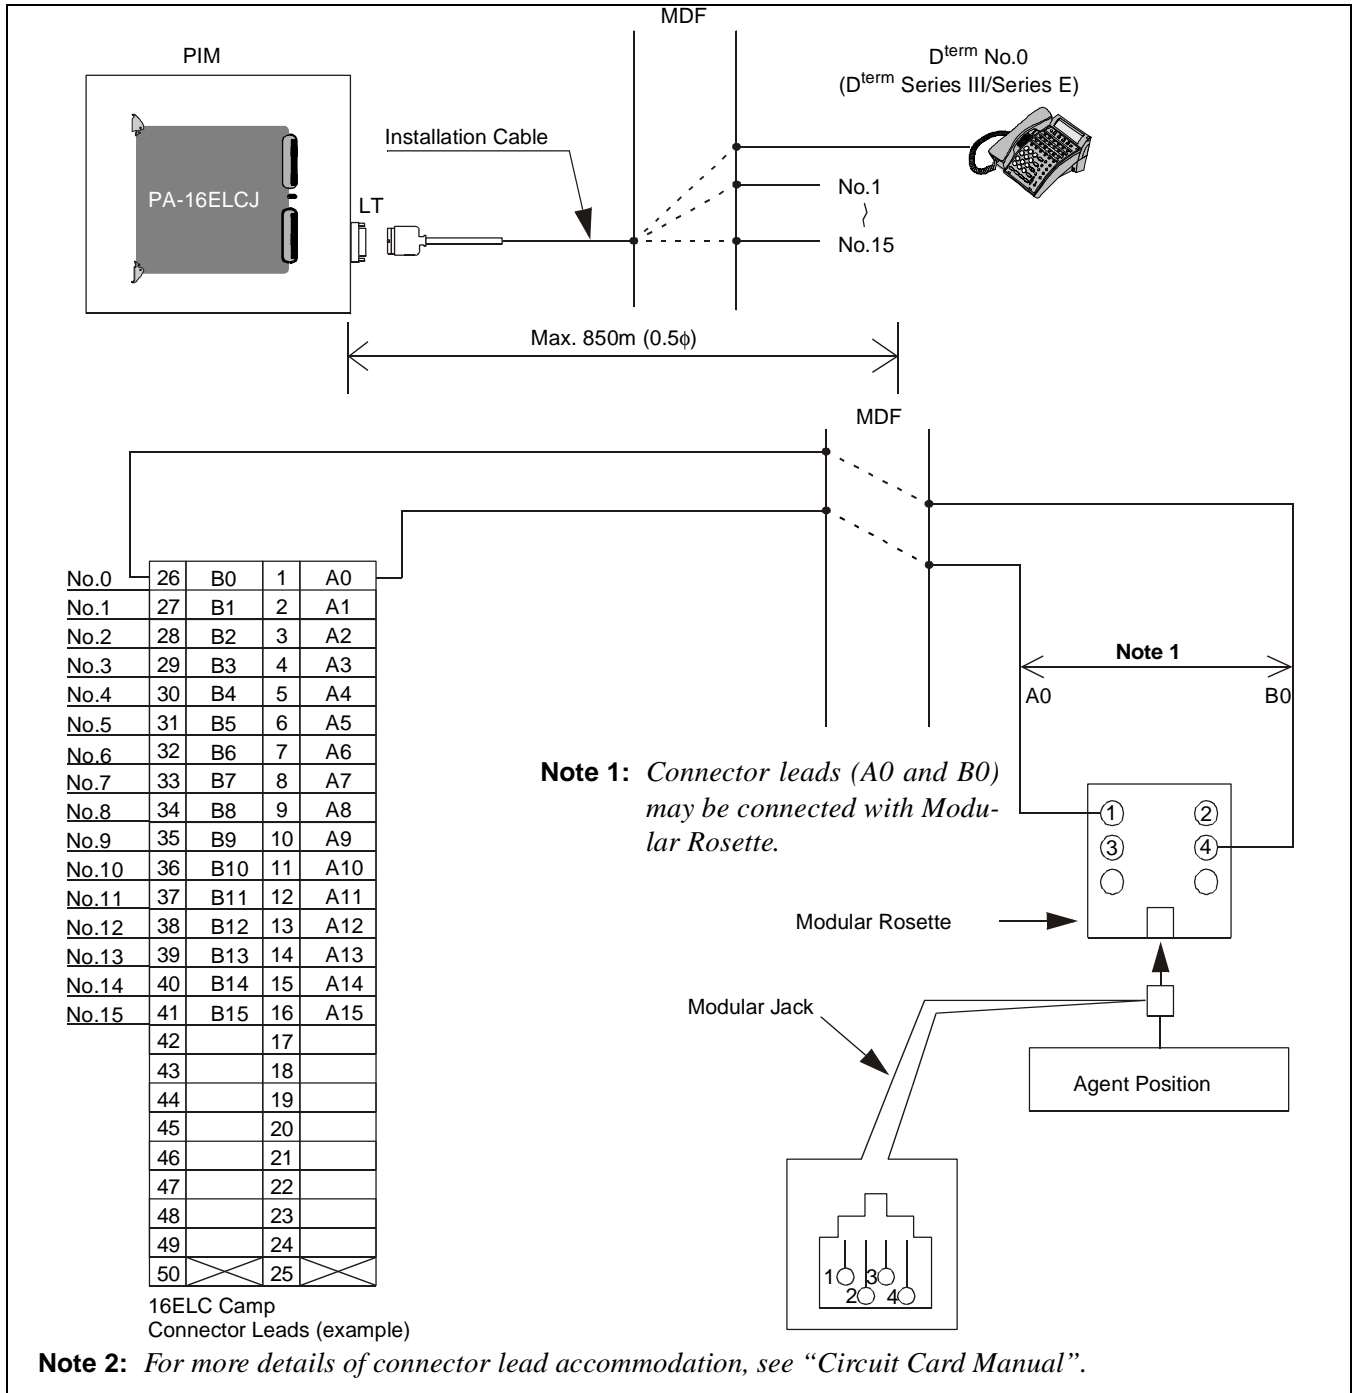 MDF
PIM
Dterm No.0
(Dterm Series III/Series E)
Installation Cable
PA-16ELCJ
LT
No.1
No.15
Max. 850m (0.5ϕ)
MDF
No.0 26 B0 1 A0
No.1 27 B1 2 A1
No.2 28 B2 3 A2
No.3 29 B3 4 A3
No.4 30 B4 5 A4
No.5 31 B5 6 A5
No.6 32 B6 7 A6
No.7 33 B7 8 A7
No.8 34 B8 9 A8
No.9 35 B9 10 A9
No.10 36 B10 11 A10
No.11 37 B11 12 A11
No.12 38 B12 13 A12
No.13 39 B13 14 A13
No.14 40 B14 15 A14
No.15 41 B15 16 A15
42 17
43 18
44 19
45 20
46 21
47 22
48 23
49 24
50 25
16ELC Camp
Connector Leads (example)
Note 1
A0 B0
Note 1: Connector leads (A0 and B0)
may be connected with Modu-
lar Rosette.
1 2
3 4
Modular Rosette
Modular Jack
Agent Position
1 3
2 4
Note 2: For more details of connector lead accommodation, see “Circuit Card Manual”.